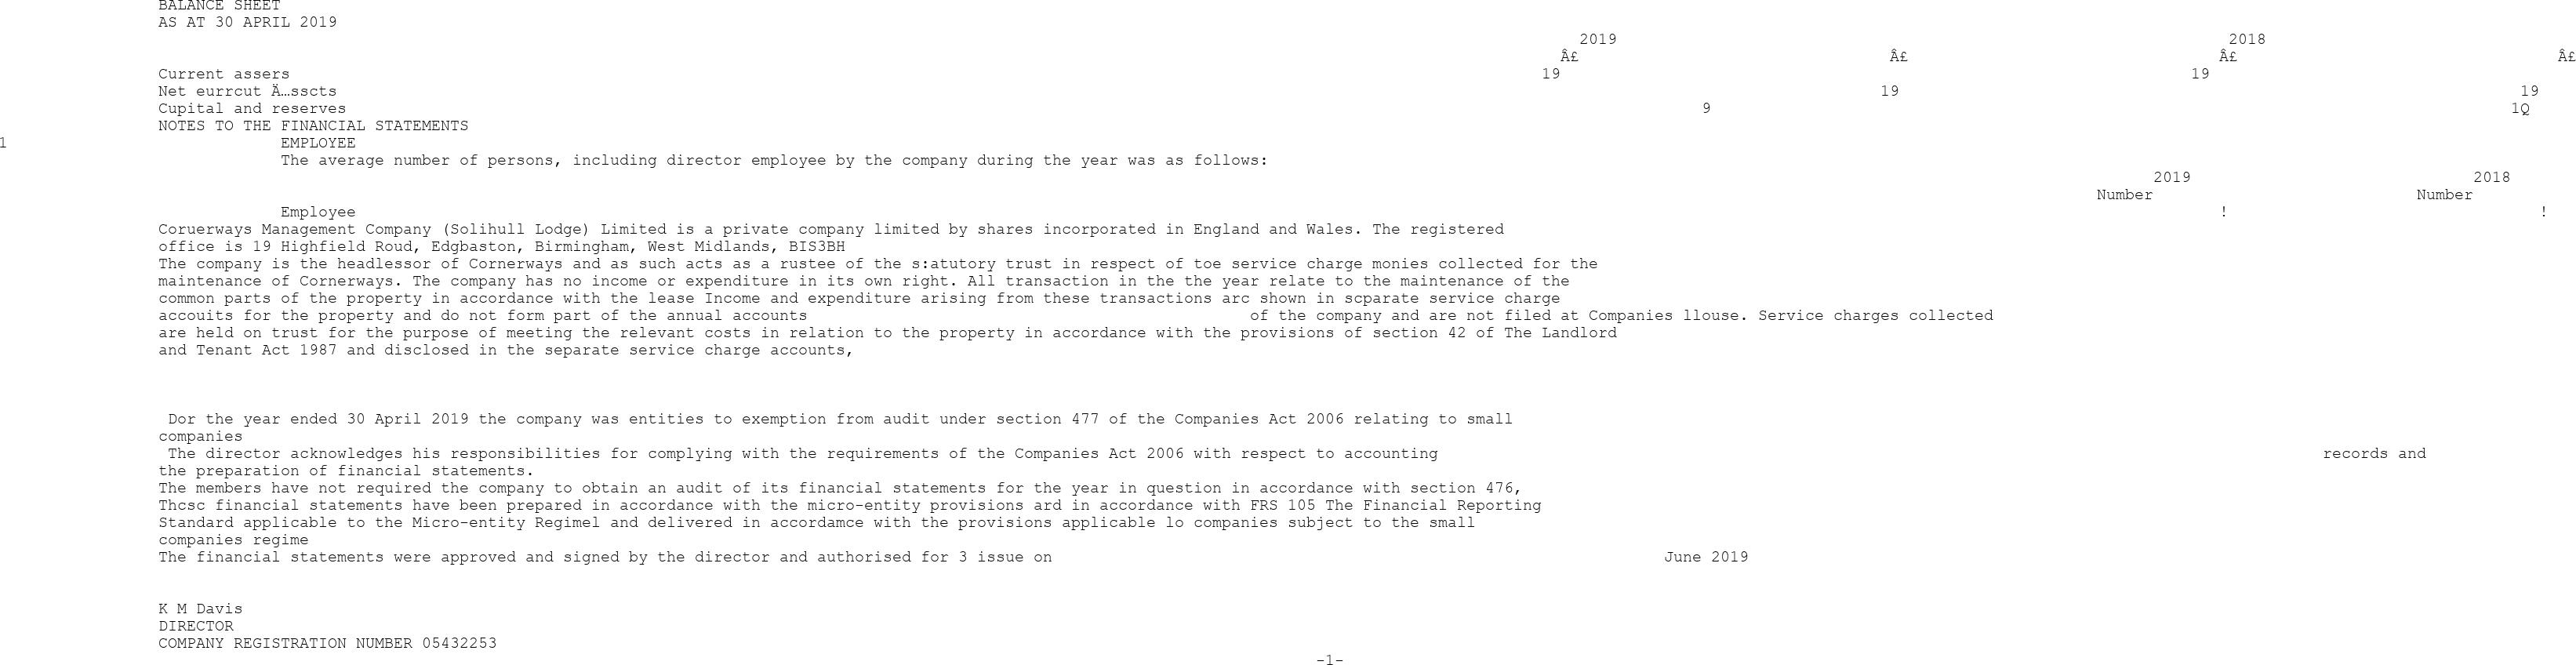 BALANCE SHEET
AS AT 30 APRIL 2019
2019 2018
Â£ Â£ Â£ Â£
Current assers 19 19
Net eurrcut Ä…sscts 19 19
Cupital and reserves 9 1Q
NOTES TO THE FINANCIAL STATEMENTS
1 EMPLOYEE
The average number of persons, including director employee by the company during the year was as follows:
2019 2018
Number Number
Employee ! !
Coruerways Management Company (Solihull Lodge) Limited is a private company limited by shares incorporated in England and Wales. The registered
office is 19 Highfield Roud, Edgbaston, Birmingham, West Midlands, BIS3BH
The company is the headlessor of Cornerways and as such acts as a rustee of the s:atutory trust in respect of toe service charge monies collected for the
maintenance of Cornerways. The company has no income or expenditure in its own right. All transaction in the the year relate to the maintenance of the
common parts of the property in accordance with the lease Income and expenditure arising from these transactions arc shown in scparate service charge
accouits for the property and do not form part of the annual accounts of the company and are not filed at Companies llouse. Service charges collected
are held on trust for the purpose of meeting the relevant costs in relation to the property in accordance with the provisions of section 42 of The Landlord
and Tenant Act 1987 and disclosed in the separate service charge accounts,
Dor the year ended 30 April 2019 the company was entities to exemption from audit under section 477 of the Companies Act 2006 relating to small
companies
The director acknowledges his responsibilities for complying with the requirements of the Companies Act 2006 with respect to accounting records and
the preparation of financial statements.
The members have not required the company to obtain an audit of its financial statements for the year in question in accordance with section 476,
Thcsc financial statements have been prepared in accordance with the micro-entity provisions ard in accordance with FRS 105 The Financial Reporting
Standard applicable to the Micro-entity Regimel and delivered in accordamce with the provisions applicable lo companies subject to the small
companies regime
The financial statements were approved and signed by the director and authorised for 3 issue on June 2019
K M Davis
DIRECTOR
COMPANY REGISTRATION NUMBER 05432253
-1-